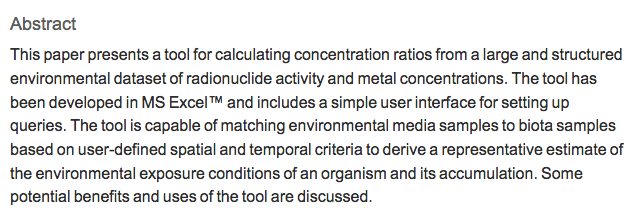 Abstract
This paper presents a tool for calculating concentration ratios from a large and structured
environmental dataset of radionuclide activity and metal concentrations. The tool has
been developed in MS Excel™ and includes a simple user interface for setting up
queries. The tool is capable of matching environmental media samples to biota samples
based on user-defined spatial and temporal criteria to derive a representative estimate of
the environmental exposure conditions of an organism and its accumulation. Some
potential benefits and uses of the tool are discussed.